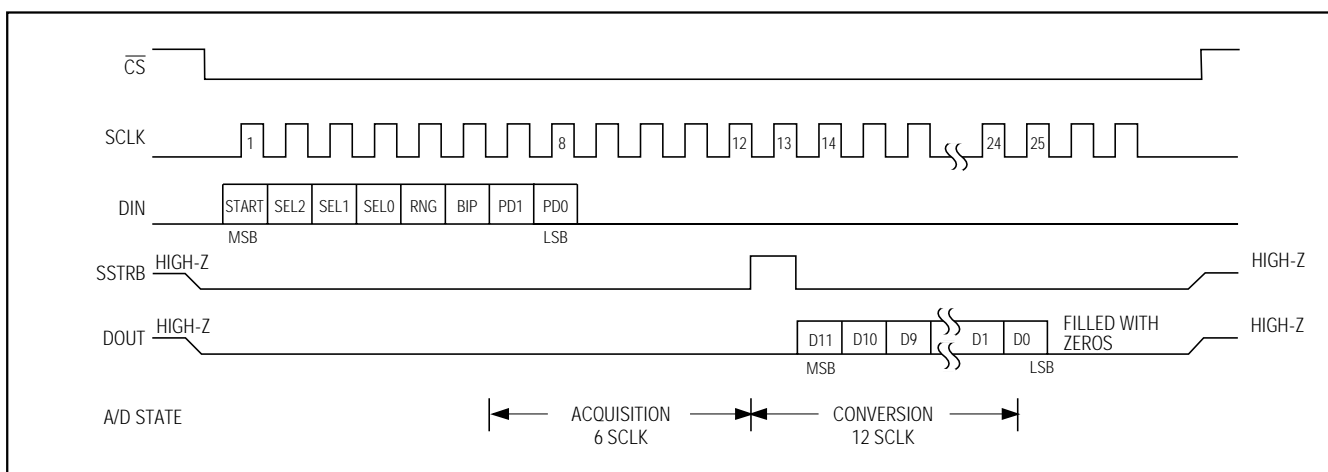 CS
SCLK
1 8 12 13 14 24 25
DIN
START SEL2 SEL1 SEL0 RNG BIP PD1 PD0
MSB LSB
SSTRB HIGH-Z HIGH-Z
DOUT HIGH-Z HIGH-Z
D11 D10 D9 D1 D0
FILLED WITH
ZEROS
MSB LSB
A/D STATE
ACQUISITION
6 SCLK
CONVERSION
12 SCLK